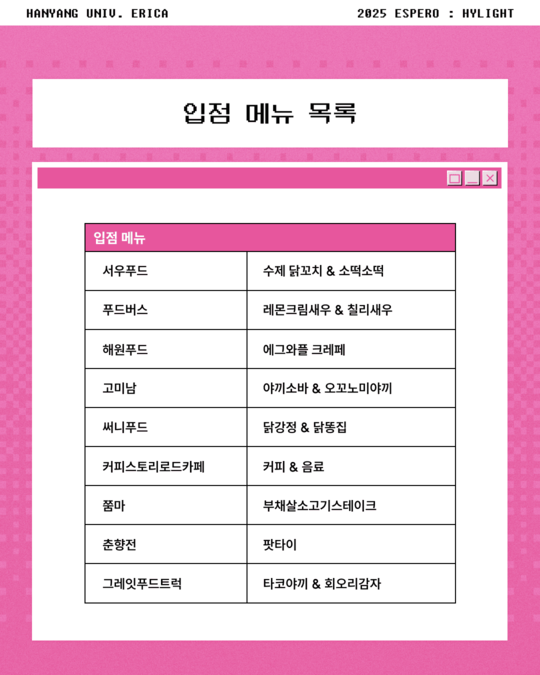 HANYANG UNIV. ERICA 2025 ESPERO : HYLIGHT
입점 메뉴 목록
입점 메뉴
서우푸드 수제 닭꼬치 & 소떡소떡
푸드버스 레몬크림새우 & 칠리새우
해원푸드 에그와플 크레페
고미남 야끼소바 & 오꼬노미야끼
써니푸드 닭강정 & 닭똥집
커피스토리로드카페 커피 & 음료
쭘마 부채살소고기스테이크
춘향전 팟타이
그레잇푸드트럭 타코야끼 & 회오리감자